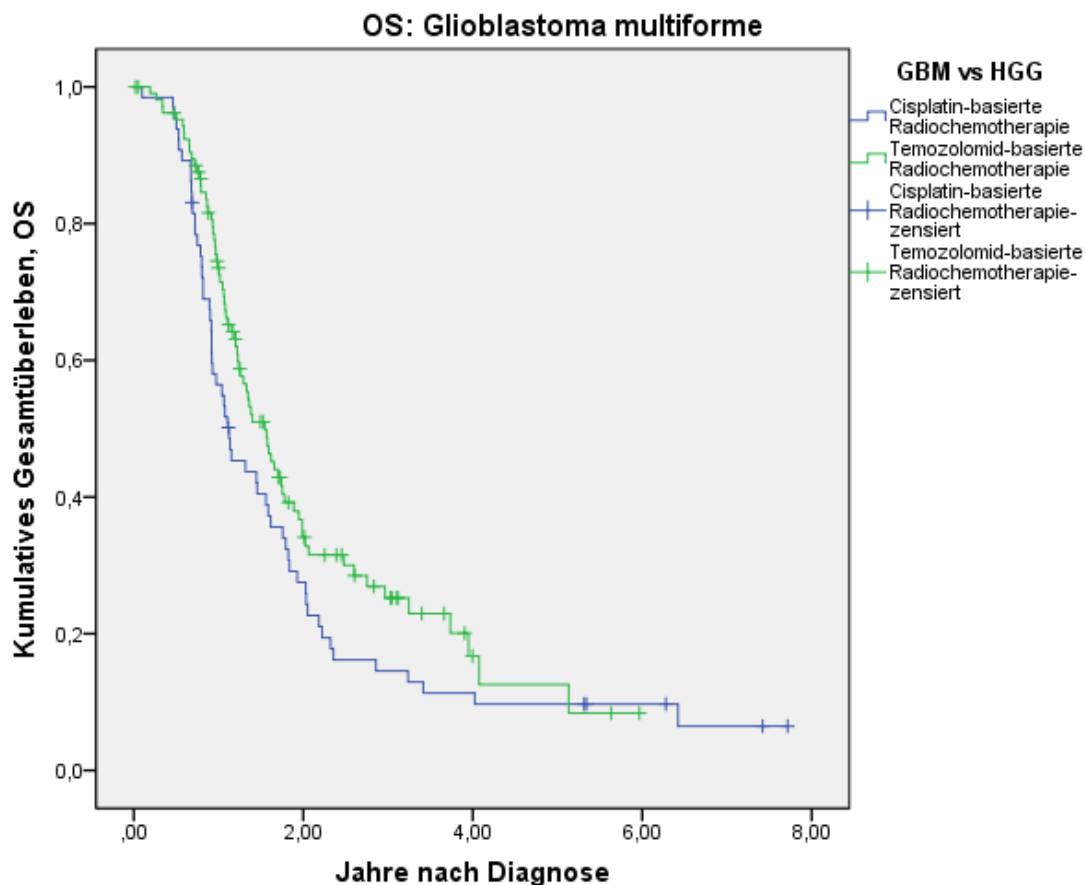 OS: Glioblastoma multiforme
GBM vs HGG
Cisplatin-basierte
Radiochemotherapie
Temozolomid-basierte
Radiochemotherapie
Cisplatin-basierte
Radiochemotherapie-
zensiert
Temozolomid-basierte
Radiochemotherapie-
zensiert
Kumulatives Gesamtüberleben, OS
1,0
0,8
0,6
0,4
0,2
0,0
,00
2,00
4,00
6,00
8,00
Jahre nach Diagnose